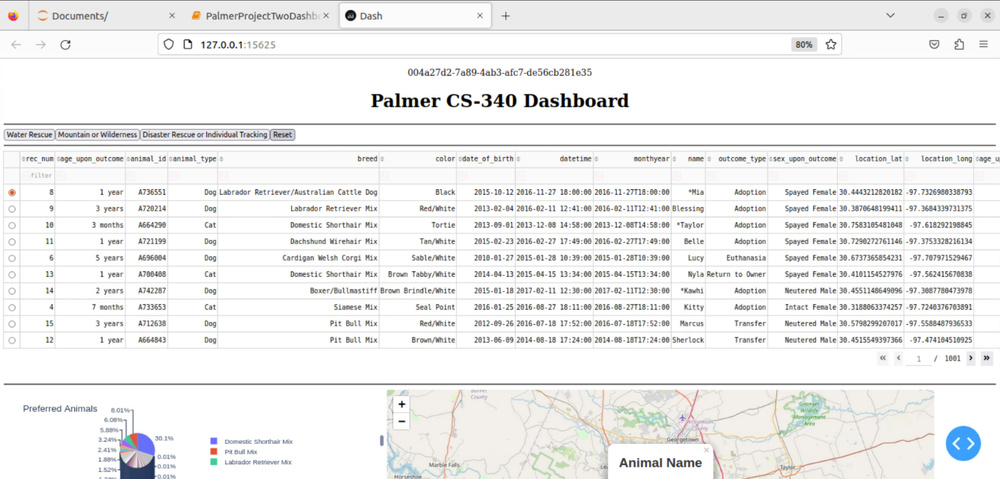 Documents/ PalmerProjectTwoDashb Dash
127.0.0.1:15625 80%
004a27d2-7a89-4ab3-afc7-de56cb281e35
Palmer CS-340 Dashboard
Water Rescue Mountain or Wilderness Disaster Rescue or Individual Tracking Reset
rec_num age_upon_outcome animal_id animal_type breed color date_of_birth datetime monthyear name outcome_type sex_upon_outcome location_lat location_long age_u
filter
8 1 year A736551 Dog Labrador Retriever/Australian Cattle Dog Black 2015-10-12 2016-11-27 18:00:00 2016-11-27T18:00:00 *Mia Adoption Spayed Female 30.4443212820182 -97.7326980338793
9 3 years A720214 Dog Labrador Retriever Mix Red/White 2013-02-04 2016-02-11 12:41:00 2016-02-11T12:41:00 Blessing Adoption Spayed Female 30.3870648199411 -97.3684339731375
10 3 months A664290 Cat Domestic Shorthair Mix Tortie 2013-09-01 2013-12-08 14:58:00 2013-12-08T14:58:00 *Taylor Adoption Spayed Female 30.7583105481048 -97.618292198845
11 1 year A721199 Dog Dachshund Wirehair Mix Tan/White 2015-02-23 2016-02-27 17:49:00 2016-02-27T17:49:00 Belle Adoption Spayed Female 30.7290272761146 -97.3753328216134
6 5 years A696004 Dog Cardigan Welsh Corgi Mix Sable/White 2010-01-27 2015-01-28 10:39:00 2015-01-28T10:39:00 Lucy Euthanasia Spayed Female 30.6737365854231 -97.707971529467
13 1 year A700408 Cat Domestic Shorthair Mix Brown Tabby/White 2014-04-13 2015-04-15 13:34:00 2015-04-15T13:34:00 Nyla Return to Owner Spayed Female 30.4101154527976 -97.562415670838
14 2 years A742287 Dog Boxer/Bullmastiff Brown Brindle/White 2015-01-18 2017-02-11 12:30:00 2017-02-11T12:30:00 *Kawhi Adoption Neutered Male 30.4551148649096 -97.3087780473978
4 7 months A733653 Cat Siamese Mix Seal Point 2016-01-25 2016-08-27 18:11:00 2016-08-27T18:11:00 Kitty Adoption Intact Female 30.3188063374257 -97.7240376703891
15 3 years A712638 Dog Pit Bull Mix Red/White 2012-09-26 2016-07-18 17:52:00 2016-07-18T17:52:00 Marcus Transfer Neutered Male 30.5798299207017 -97.5588487936533
12 1 year A664843 Dog Pit Bull Mix Brown/White 2013-06-09 2014-08-18 17:24:00 2014-08-18T17:24:00 Sherlock Transfer Neutered Male 30.4515549397366 -97.474104510925
« ‹ 1 / 1001 › »
Preferred Animals
8.01%
6.08%
5.88%
3.24%
2.41%
1.88%
1.52%
30.1%
0.01%
0.01%
0.01%
Domestic Shorthair Mix
Pit Bull Mix
Labrador Retriever Mix
+
−
County
Granger
Wildlife
Management
Area
Williamson
County
Georgetown
Animal Name ×
Marble Falls
Taylor
Horseshoe